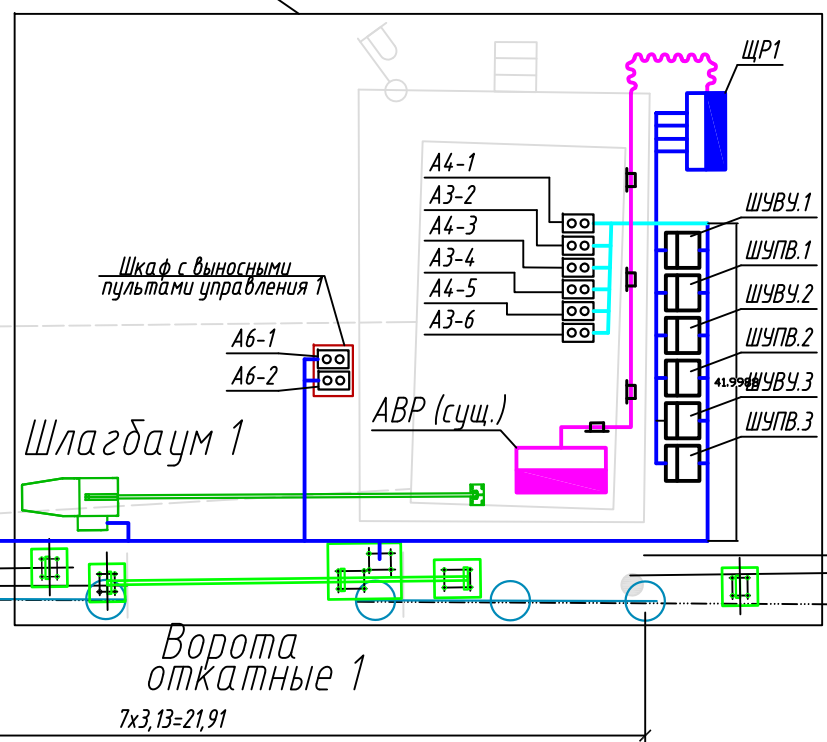 ЩР1
А4-1
А3-2
А4-3
А3-4
А4-5
А3-6
ШУВУ.1
ШУПВ.1
ШУВУ.2
ШУПВ.2
41.9988
ШУВУ.3
ШУПВ.3
Шкаф с выносными
пультами управления 1
А6-1
А6-2
АВР (сущ.)
Шлагбаум 1
Ворота
откатные 1
7х3,13=21,91